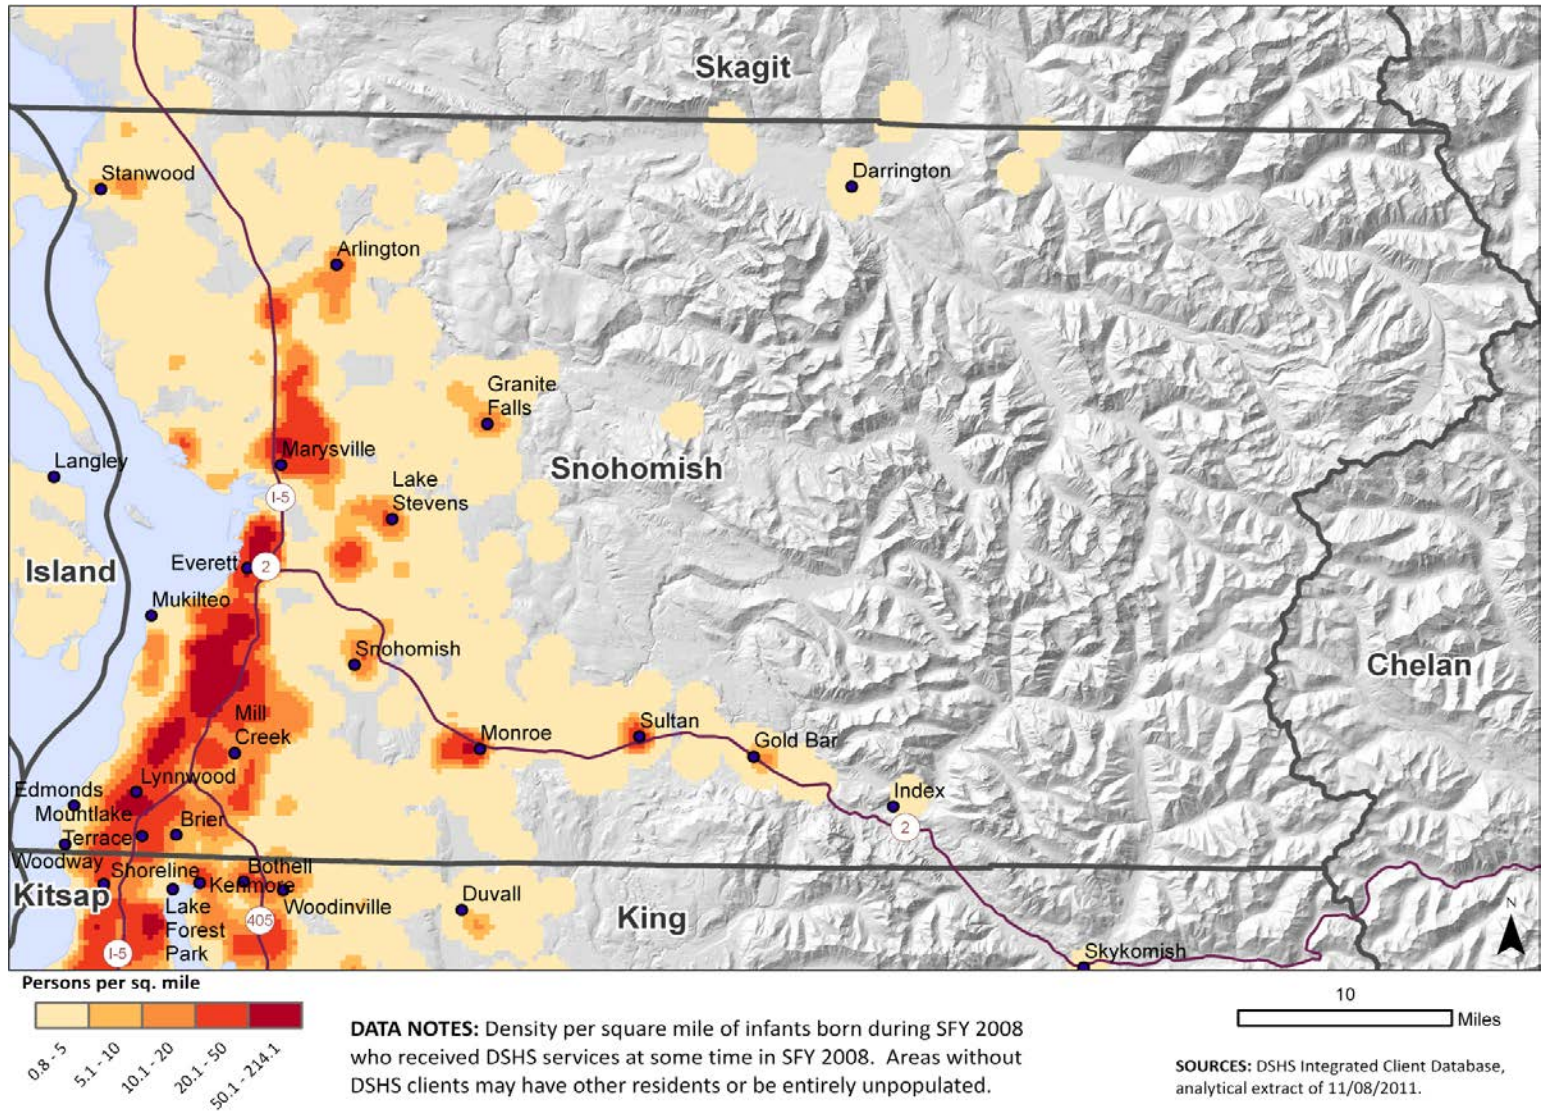 Skagit
Stanwood
Darrington
Arlington
Granite
Falls
Marysville
Langley
Snohomish
I-5
Lake
Stevens
Everett
2
Island
Mukilteo
Snohomish
Chelan
Mill
Creek
Monroe
Sultan
Gold Bar
Lynnwood
Edmonds
Index
Mountlake
Terrace
Brier
2
Woodway
Shoreline
Bothell
Kenmore
Kitsap
Woodinville
Duvall
Lake
Forest
Park
King
405
I-5
Skykomish
N
Persons per sq. mile
0.8 - 5
5.1 - 10
10.1 - 20
20.1 - 50
50.1 - 214.1
DATA NOTES: Density per square mile of infants born during SFY 2008
who received DSHS services at some time in SFY 2008.  Areas without
DSHS clients may have other residents or be entirely unpopulated.
10
Miles
SOURCES: DSHS Integrated Client Database,
analytical extract of 11/08/2011.